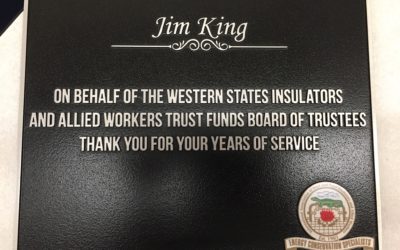 Jim King
ON BEHALF OF THE WESTERN STATES INSULATORS
AND ALLIED WORKERS TRUST FUNDS BOARD OF TRUSTEES
THANK YOU FOR YOUR YEARS OF SERVICE
ENERGY CONSERVATION SPECIALISTS